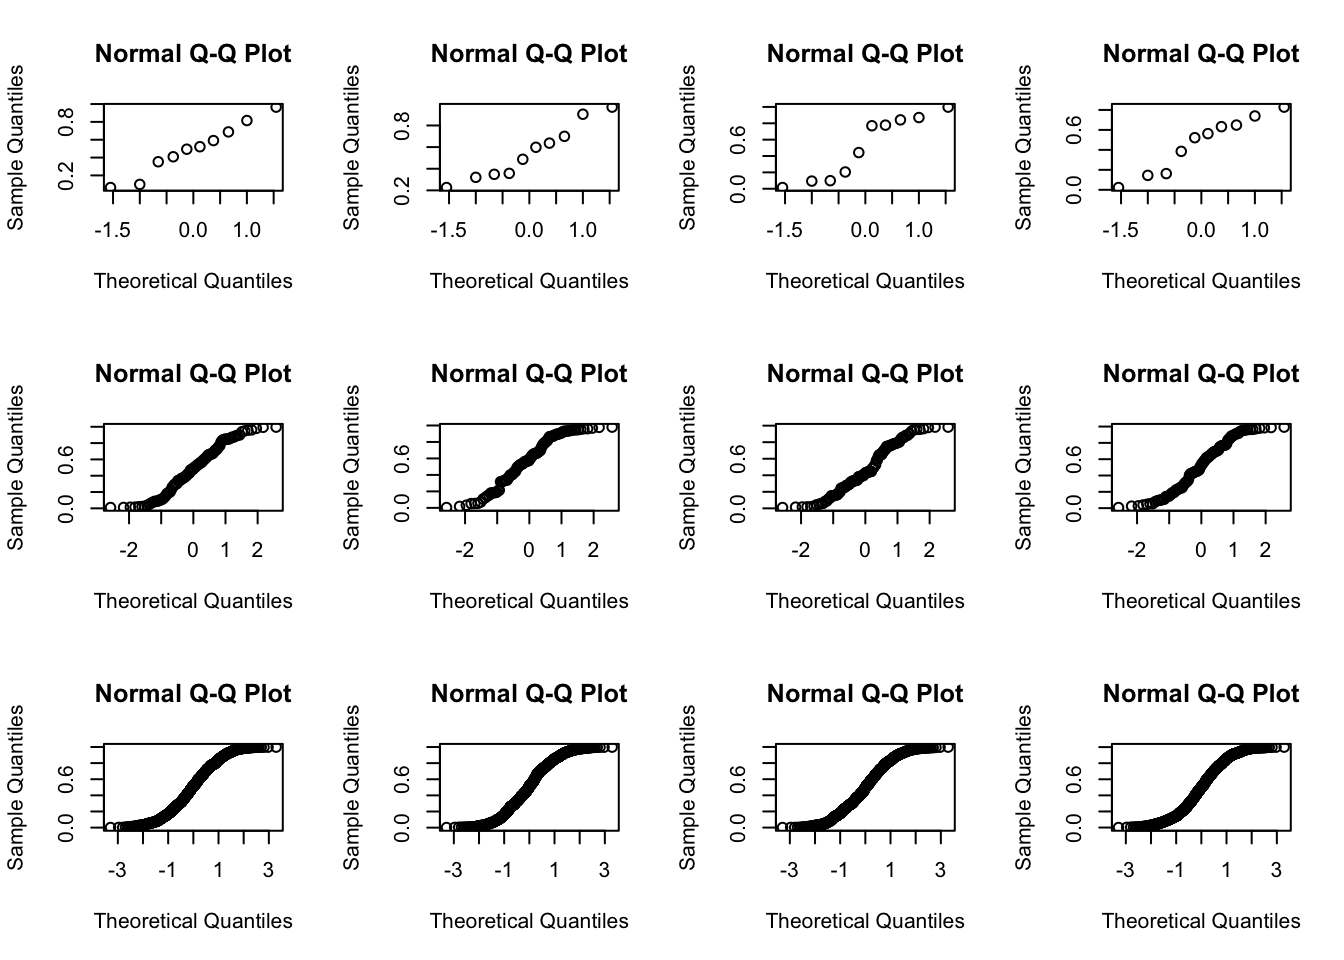 Normal Q-Q Plot
Sample Quantiles
0.2 0.8
-1.5 0.0 1.0
Theoretical Quantiles
Normal Q-Q Plot
Sample Quantiles
0.2 0.8
-1.5 0.0 1.0
Theoretical Quantiles
Normal Q-Q Plot
Sample Quantiles
0.0 0.6
-1.5 0.0 1.0
Theoretical Quantiles
Normal Q-Q Plot
Sample Quantiles
0.0 0.6
-1.5 0.0 1.0
Theoretical Quantiles
Normal Q-Q Plot
Sample Quantiles
0.0 0.6
-2 0 1 2
Theoretical Quantiles
Normal Q-Q Plot
Sample Quantiles
0.0 0.6
-2 0 1 2
Theoretical Quantiles
Normal Q-Q Plot
Sample Quantiles
0.0 0.6
-2 0 1 2
Theoretical Quantiles
Normal Q-Q Plot
Sample Quantiles
0.0 0.6
-2 0 1 2
Theoretical Quantiles
Normal Q-Q Plot
Sample Quantiles
0.0 0.6
-3 -1 1 3
Theoretical Quantiles
Normal Q-Q Plot
Sample Quantiles
0.0 0.6
-3 -1 1 3
Theoretical Quantiles
Normal Q-Q Plot
Sample Quantiles
0.0 0.6
-3 -1 1 3
Theoretical Quantiles
Normal Q-Q Plot
Sample Quantiles
0.0 0.6
-3 -1 1 3
Theoretical Quantiles